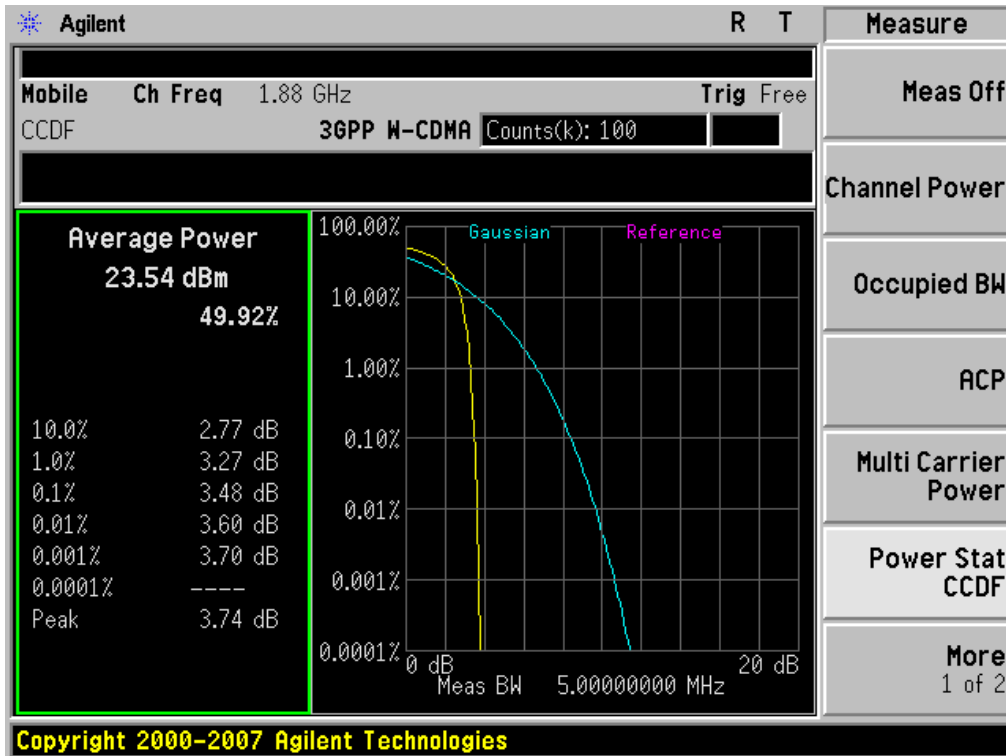 Agilent R T
Mobile Ch Freq 1.88 GHz Trig Free
CCDF 3GPP W-CDMA Counts(k): 100
Average Power
23.54 dBm
49.92%
10.0% 2.77 dB
1.0% 3.27 dB
0.1% 3.48 dB
0.01% 3.60 dB
0.001% 3.70 dB
0.0001% ----
Peak 3.74 dB
Gaussian Reference
100.00%
10.00%
1.00%
0.10%
0.01%
0.001%
0.0001%
0 dB 20 dB
Meas BW 5.00000000 MHz
Measure
Meas Off
Channel Power
Occupied BW
ACP
Multi Carrier
Power
Power Stat
CCDF
More
1 of 2
Copyright 2000-2007 Agilent Technologies